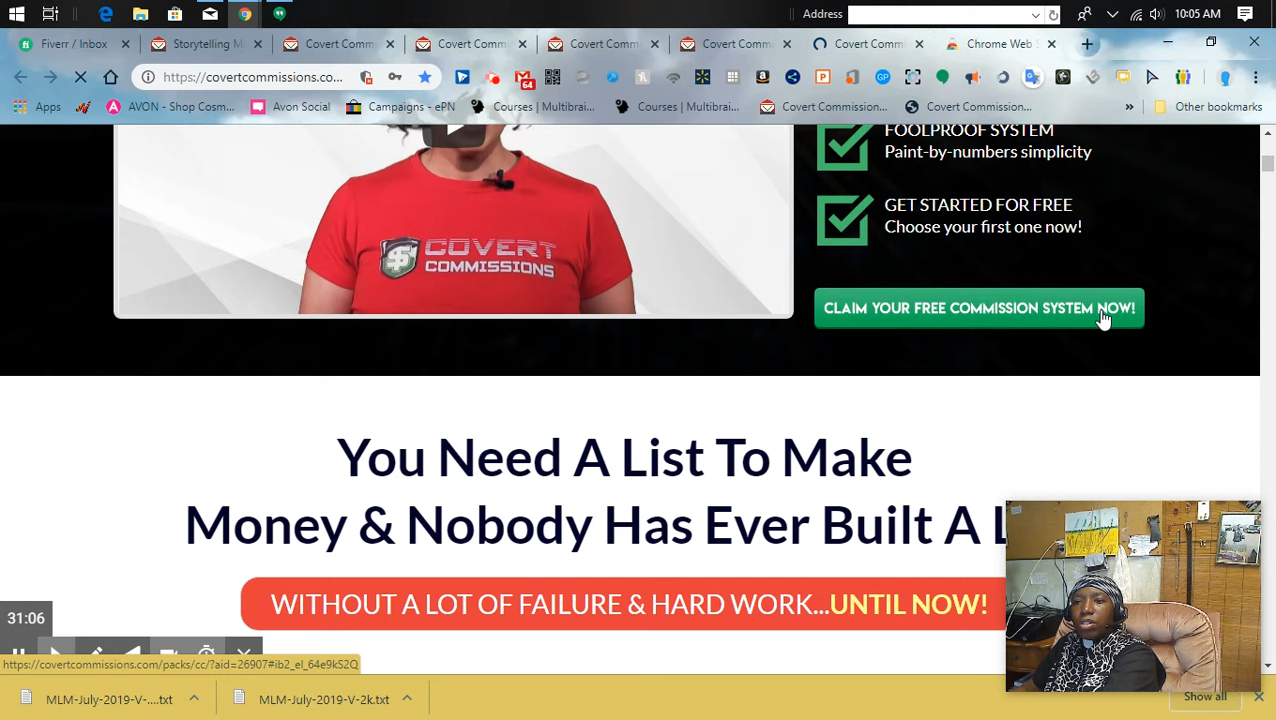 Address
10:05 AM
Fiverr / Inbox
Storytelling M
Covert Comm
Covert Comm
Covert Comm
Covert Comm
Covert Comm
Chrome Web S
https://covertcommissions.co...
64
Apps
AVON - Shop Cosm...
Avon Social
Campaigns - ePN
Courses | Multibrai...
Courses | Multibrai...
Covert Commission...
Covert Commission...
»
Other bookmarks
FOOLPROOF SYSTEM
Paint-by-numbers simplicity
GET STARTED FOR FREE
Choose your first one now!
COVERT
COMMISSIONS
CLAIM YOUR FREE COMMISSION SYSTEM NOW!
You Need A List To Make
Money & Nobody Has Ever Built A L
WITHOUT A LOT OF FAILURE & HARD WORK...UNTIL NOW!
31:06
https://covertcommissions.com/packs/cc/?aid=26907#ib2_el_64e9kS2Q
MLM-July-2019-V-....txt
MLM-July-2019-V-2k.txt
Show all